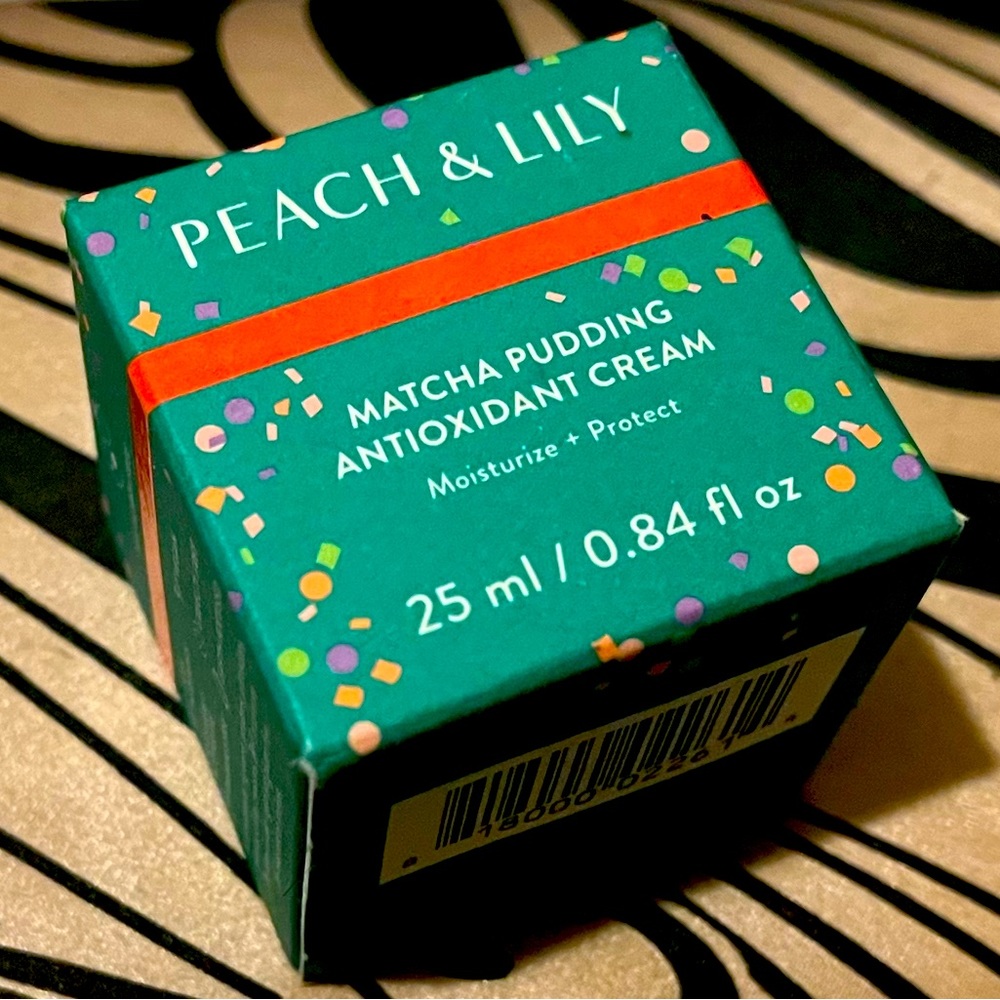 PEACH & LILY
MATCHA PUDDING
ANTIOXIDANT CREAM
Moisturize + Protect
25 ml / 0.84 fl oz